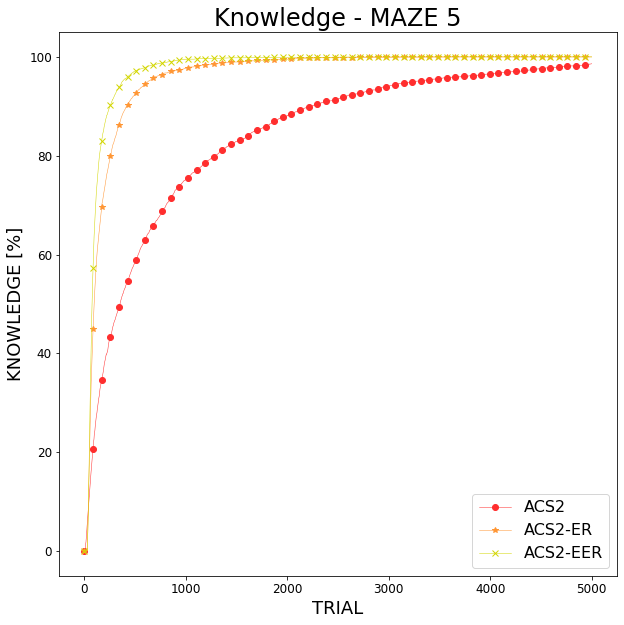 Knowledge - MAZE 5
KNOWLEDGE [%]
100
80
60
40
20
0
0 1000 2000 3000 4000 5000
TRIAL
ACS2
ACS2-ER
ACS2-EER